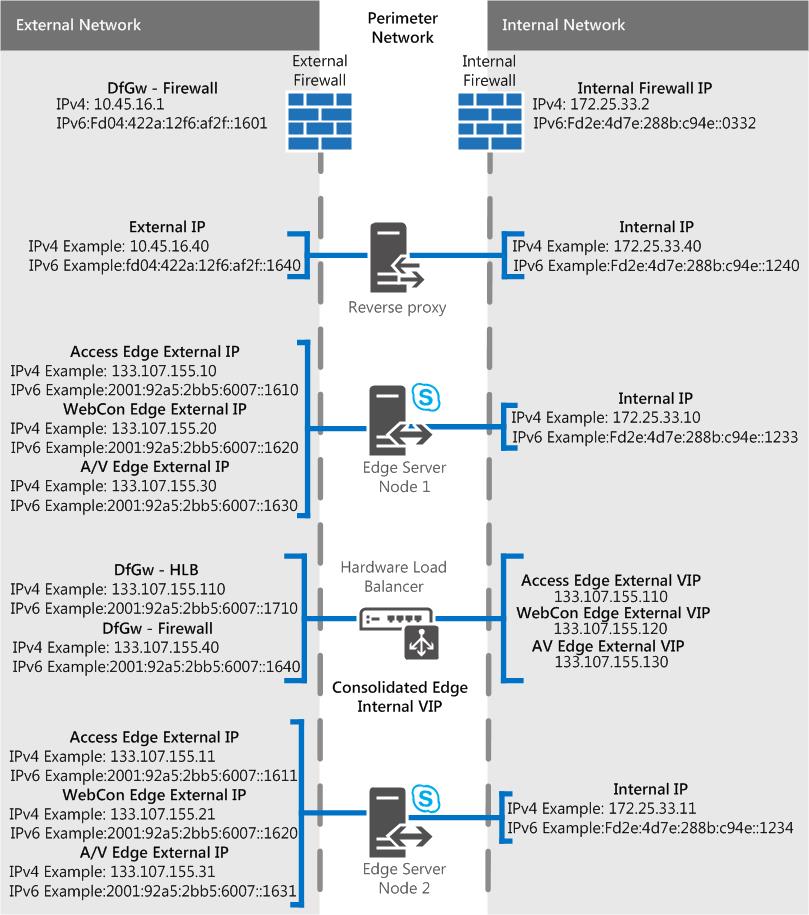 External Network
Perimeter
Network
Internal Network
External
Firewall
Internal
Firewall
DfGw - Firewall
IPv4: 10.45.16.1
IPv6:Fd04:422a:12f6:af2f::1601
Internal Firewall IP
IPv4: 172.25.33.2
IPv6:Fd2e:4d7e:288b:c94e::0332
External IP
IPv4 Example: 10.45.16.40
IPv6 Example:fd04:422a:12f6:af2f::1640
Reverse proxy
Internal IP
IPv4 Example: 172.25.33.40
IPv6 Example:Fd2e:4d7e:288b:c94e::1240
Access Edge External IP
IPv4 Example: 133.107.155.10
IPv6 Example:2001:92a5:2bb5:6007::1610
WebCon Edge External IP
IPv4 Example: 133.107.155.20
IPv6 Example:2001:92a5:2bb5:6007::1620
A/V Edge External IP
IPv4 Example: 133.107.155.30
IPv6 Example:2001:92a5:2bb5:6007::1630
S
Edge Server
Node 1
Internal IP
IPv4 Example: 172.25.33.10
IPv6 Example:Fd2e:4d7e:288b:c94e::1233
DfGw - HLB
IPv4 Example: 133.107.155.110
IPv6 Example:2001:92a5:2bb5:6007::1710
DfGw - Firewall
IPv4 Example: 133.107.155.40
IPv6 Example:2001:92a5:2bb5:6007::1640
Hardware Load
Balancer
Consolidated Edge
Internal VIP
Access Edge External VIP
133.107.155.110
WebCon Edge External VIP
133.107.155.120
AV Edge External VIP
133.107.155.130
Access Edge External IP
IPv4 Example: 133.107.155.11
IPv6 Example:2001:92a5:2bb5:6007::1611
WebCon Edge External IP
IPv4 Example: 133.107.155.21
IPv6 Example:2001:92a5:2bb5:6007::1620
A/V Edge External IP
IPv4 Example: 133.107.155.31
IPv6 Example:2001:92a5:2bb5:6007::1631
S
Edge Server
Node 2
Internal IP
IPv4 Example: 172.25.33.11
IPv6 Example:Fd2e:4d7e:288b:c94e::1234